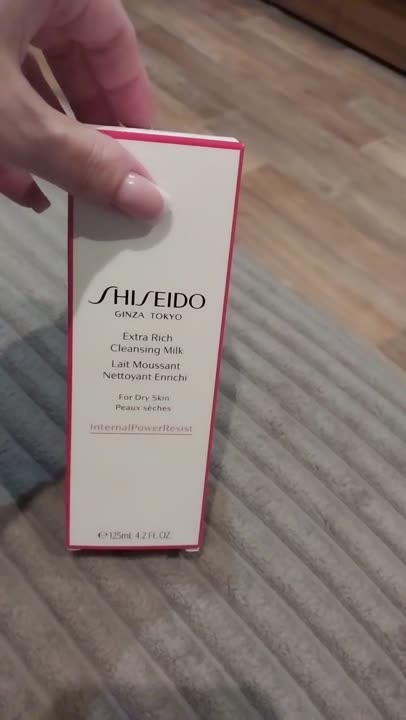 SHISEIDO
GINZA TOKYO
Extra Rich
Cleansing Milk
Lait Moussant
Nettoyant Enrichi
For Dry Skin
Peaux sèches
InternalPowerResist
℮125mL 4.2 FL.OZ.